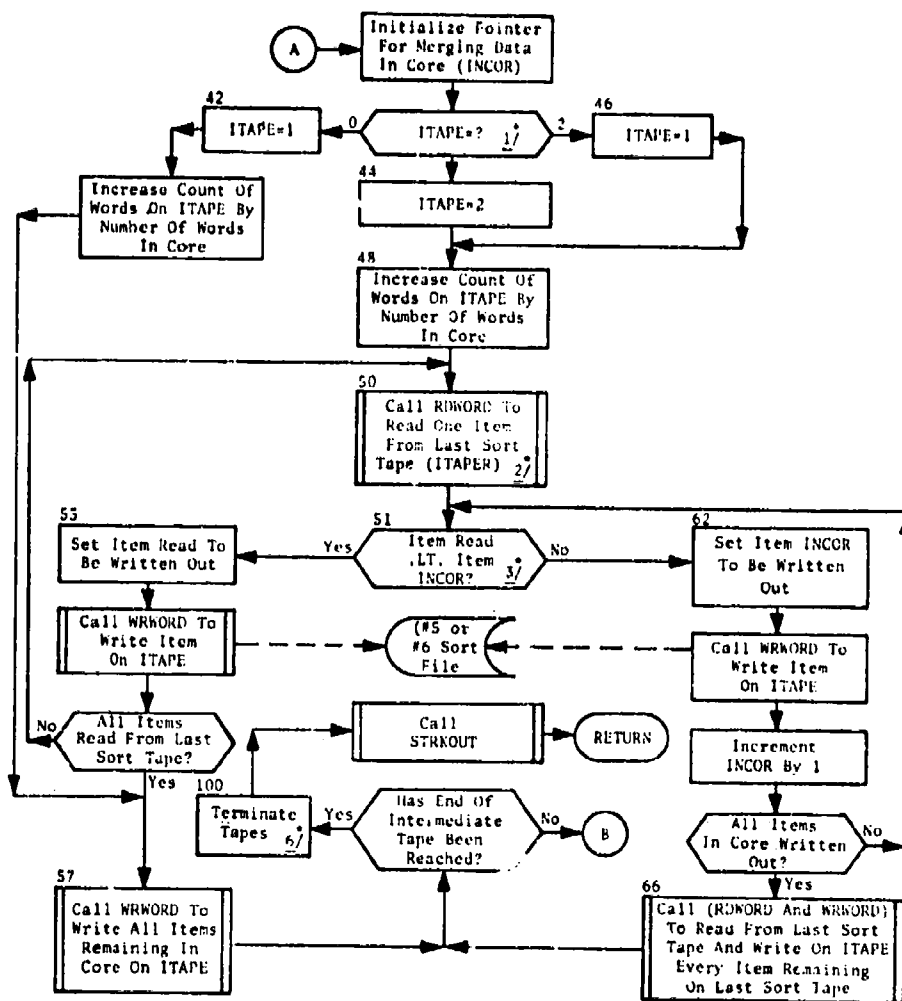 A
Initialize Pointer
For Merging Data
In Core (INCOR)
42
ITAPE=1
0
ITAPE=?
1/*
2
46
ITAPE=1
44
ITAPE=2
Increase Count Of
Words On ITAPE By
Number Of Words
In Core
48
Increase Count Of
Words On ITAPE By
Number Of Words
In Core
50
Call RDWORD To
Read One Item
From Last Sort
Tape (ITAPER)
2/*
53
Set Item Read To
Be Written Out
Yes
51
Item Read
.LT. Item
INCOR?
3/*
No
62
Set Item INCOR
To Be Written
Out
Call WRWORD To
Write Item
On ITAPE
(#5 or
#6 Sort
File
Call WRWORD To
Write Item
On ITAPE
No
All Items
Read From Last
Sort Tape?
Yes
Call
STRKOUT
RETURN
Increment
INCOR By 1
100
Terminate
Tapes
6/*
Yes
Has End Of
Intermediate
Tape Been
Reached?
No
B
All Items
In Core Written
Out?
No
Yes
57
Call WRWORD To
Write All Items
Remaining In
Core On ITAPE
66
Call (RDWORD And WRWORD)
To Read From Last Sort
Tape And Write On ITAPE
Every Item Remaining
On Last Sort Tape